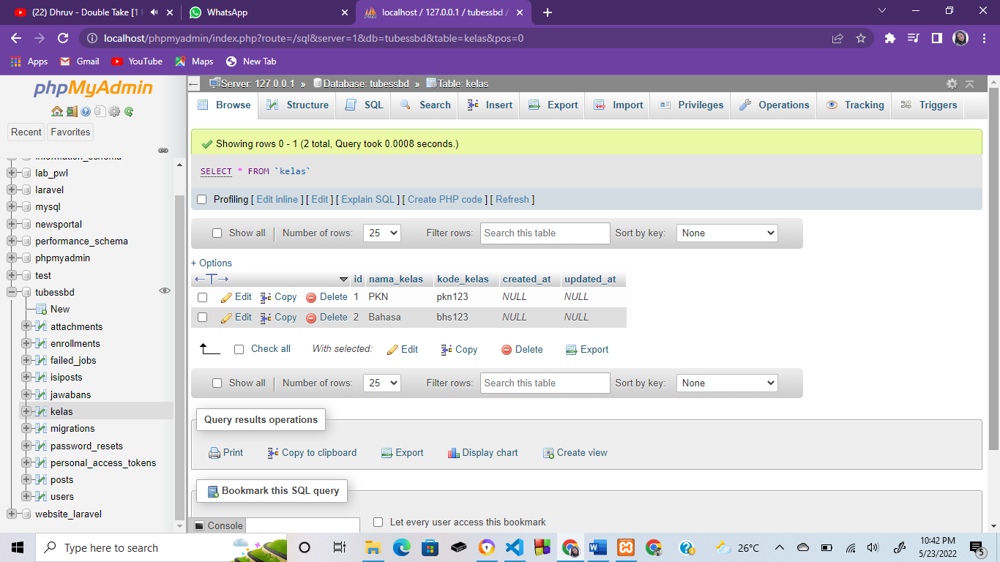 (22) Dhruv - Double Take [1 H
WhatsApp
localhost / 127.0.0.1 / tubessbd /
localhost/phpmyadmin/index.php?route=/sql&server=1&db=tubessbd&table=kelas&pos=0
Apps Gmail YouTube Maps New Tab
phpMyAdmin
Recent Favorites
information_schema
lab_pwl
laravel
mysql
newsportal
performance_schema
phpmyadmin
test
tubessbd
New
attachments
enrollments
failed_jobs
isiposts
jawabans
kelas
migrations
password_resets
personal_access_tokens
posts
users
website_laravel
Server: 127.0.0.1 » Database: tubessbd » Table: kelas
Browse Structure SQL Search Insert Export Import Privileges Operations Tracking Triggers
Showing rows 0 - 1 (2 total, Query took 0.0008 seconds.)
SELECT * FROM `kelas`
Profiling [ Edit inline ] [ Edit ] [ Explain SQL ] [ Create PHP code ] [ Refresh ]
Show all Number of rows: 25 Filter rows: Search this table Sort by key: None
+ Options
id nama_kelas kode_kelas created_at updated_at
Edit Copy Delete 1 PKN pkn123 NULL NULL
Edit Copy Delete 2 Bahasa bhs123 NULL NULL
Check all With selected: Edit Copy Delete Export
Show all Number of rows: 25 Filter rows: Search this table Sort by key: None
Query results operations
Print Copy to clipboard Export Display chart Create view
Bookmark this SQL query
Console
Let every user access this bookmark
Type here to search
26°C
10:42 PM
5/23/2022
5